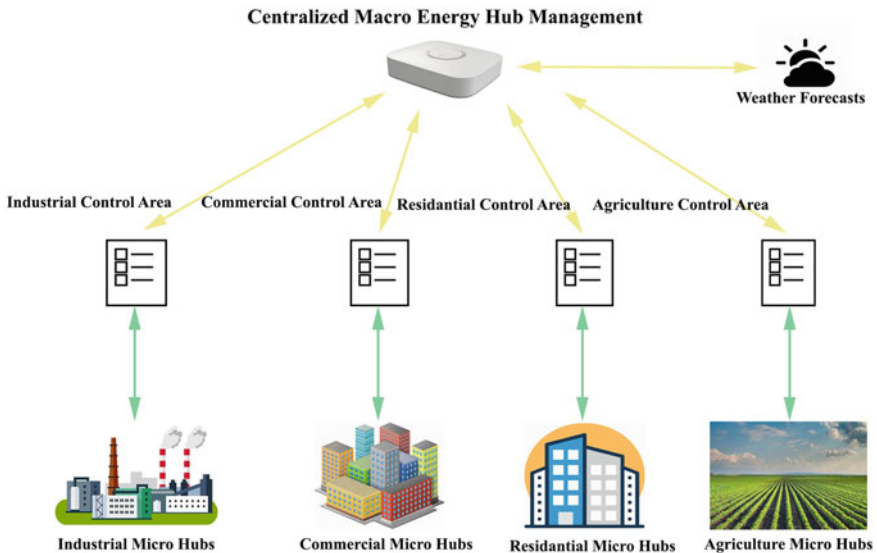 Centralized Macro Energy Hub Management
Weather Forecasts
Industrial Control Area
Commercial Control Area
Residantial Control Area
Agriculture Control Area
Industrial Micro Hubs
Commercial Micro Hubs
Residantial Micro Hubs
Agriculture Micro Hubs